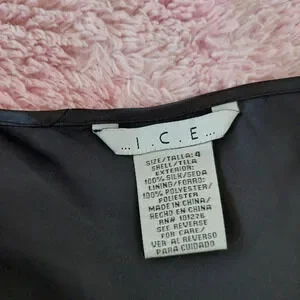 ... I.C.E ...
SIZE/TALLA: 4
SHELL/TELA
EXTERIOR:
100% SILK/SEDA
LINING/FORRO:
100% POLYESTER/
POLIESTER
MADE IN CHINA/
HECHO EN CHINA
RN# 101276
SEE REVERSE
FOR CARE/
VER AL REVERSO
PARA CUIDADO